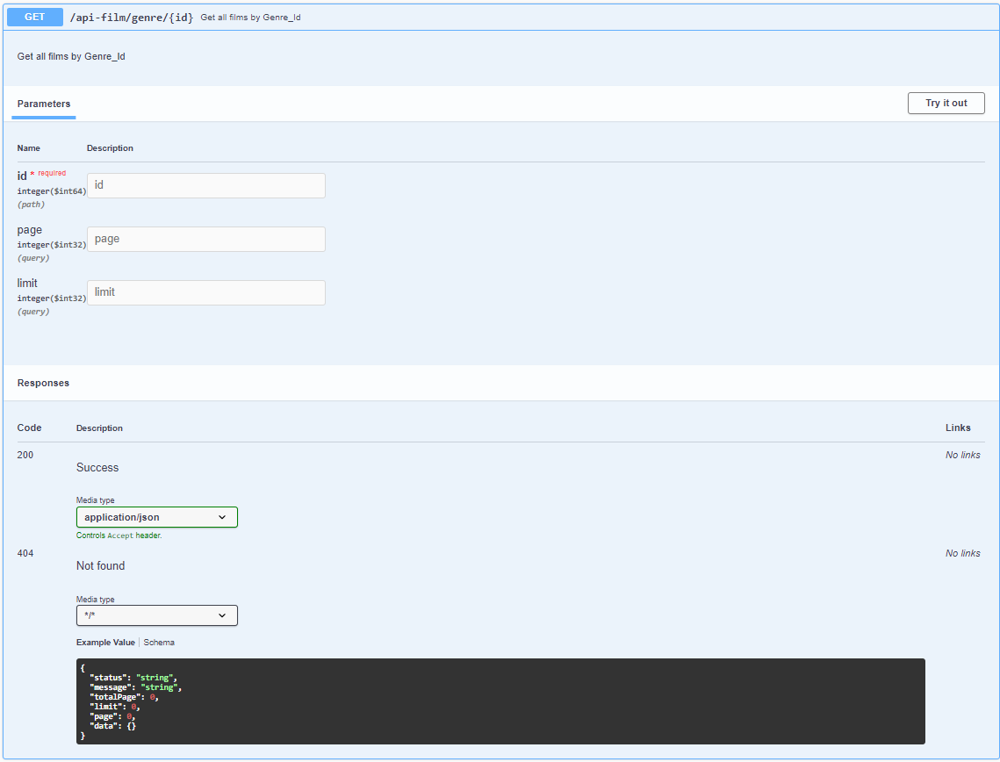 GET /api-film/genre/{id} Get all films by Genre_Id
Get all films by Genre_Id
Parameters
Try it out
Name Description
id * required
integer($int64)
(path)
id
page
integer($int32)
(query)
page
limit
integer($int32)
(query)
limit
Responses
Code Description Links
200 Success No links
Media type
application/json
Controls Accept header.
404 Not found No links
Media type
*/*
Example Value Schema
{
  "status": "string",
  "message": "string",
  "totalPage": 0,
  "limit": 0,
  "page": 0,
  "data": {}
}